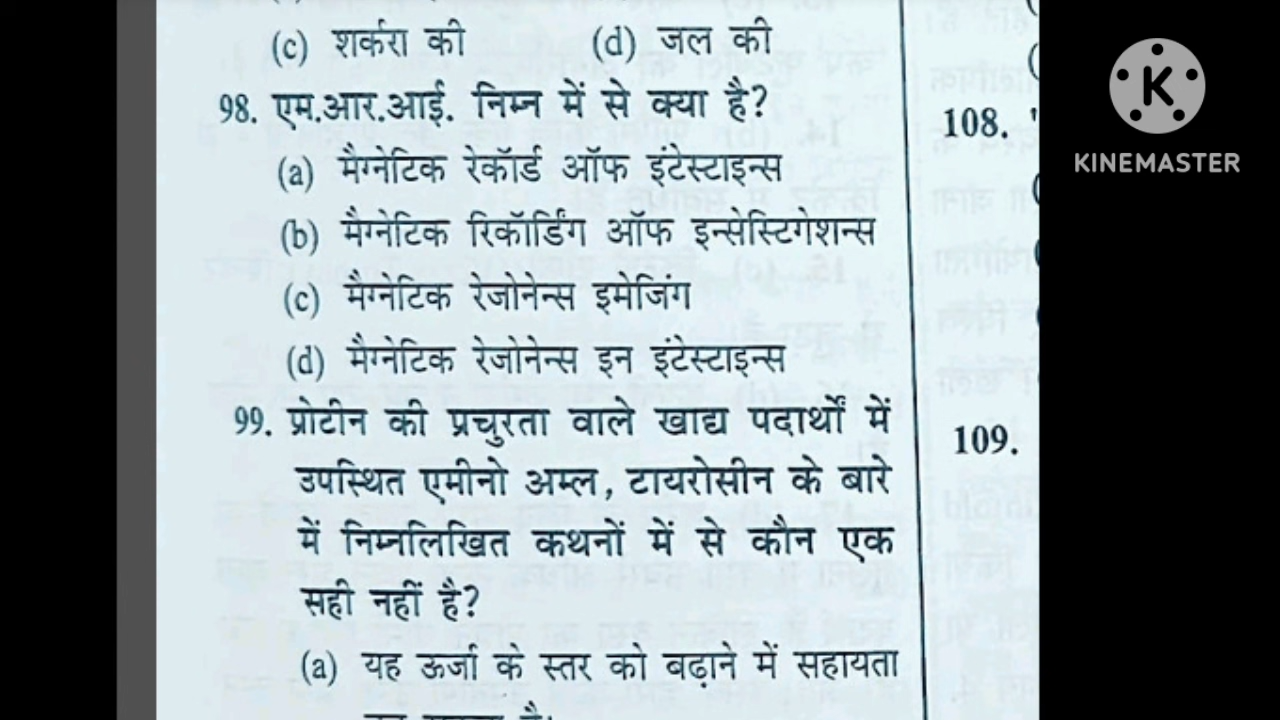 (c) शर्करा की (d) जल की
98. एम.आर.आई. निम्न में से क्या है?
(a) मैग्नेटिक रेकॉर्ड ऑफ इंटेस्टाइन्स
(b) मैग्नेटिक रिकॉर्डिंग ऑफ इन्सेस्टिगेशन्स
(c) मैग्नेटिक रेजोनेन्स इमेजिंग
(d) मैग्नेटिक रेजोनेन्स इन इंटेस्टाइन्स
99. प्रोटीन की प्रचुरता वाले खाद्य पदार्थों में
उपस्थित एमीनो अम्ल, टायरोसीन के बारे
में निम्नलिखित कथनों में से कौन एक
सही नहीं है?
(a) यह ऊर्जा के स्तर को बढ़ाने में सहायता
108.
109.
KINEMASTER